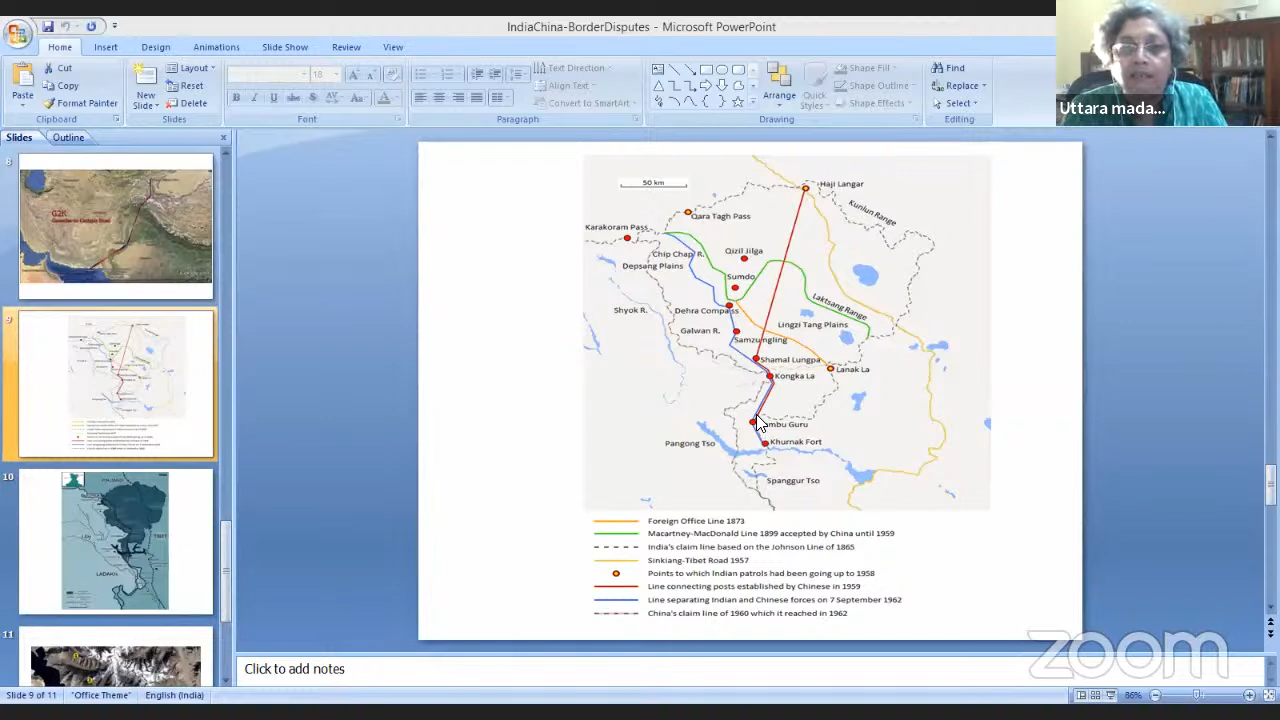 IndiaChina-BorderDisputes - Microsoft PowerPoint
Home Insert Design Animations Slide Show Review View
Paste
Cut
Copy
Format Painter
Clipboard
New Slide
Layout
Reset
Delete
Slides
18
Font
Text Direction
Align Text
Convert to SmartArt
Paragraph
Arrange
Quick Styles
Shape Fill
Shape Outline
Shape Effects
Drawing
Find
Replace
Select
Editing
Uttara mada...
Slides Outline
8
G2K
9
10
LADAKH
TIBET
11
50 km
Haji Langar
Kunlun Range
Qara Tagh Pass
Karakoram Pass
Chip Chap R.
Qizil Jilga
Depsang Plains
Sumdo
Laktsang Range
Shyok R.
Dehra Compass
Galwan R.
Lingzi Tang Plains
Samzungling
Shamal Lungpa
Lanak La
Kongka La
mbu Guru
Pangong Tso
Khurnak Fort
Spanggur Tso
Foreign Office Line 1873
Macartney-MacDonald Line 1899 accepted by China until 1959
India's claim line based on the Johnson Line of 1865
Sinkiang-Tibet Road 1957
Points to which Indian patrols had been going up to 1958
Line connecting posts established by Chinese in 1959
Line separating Indian and Chinese forces on 7 September 1962
China's claim line of 1960 which it reached in 1962
zoom
Click to add notes
Slide 9 of 11 "Office Theme" English (India) 86%